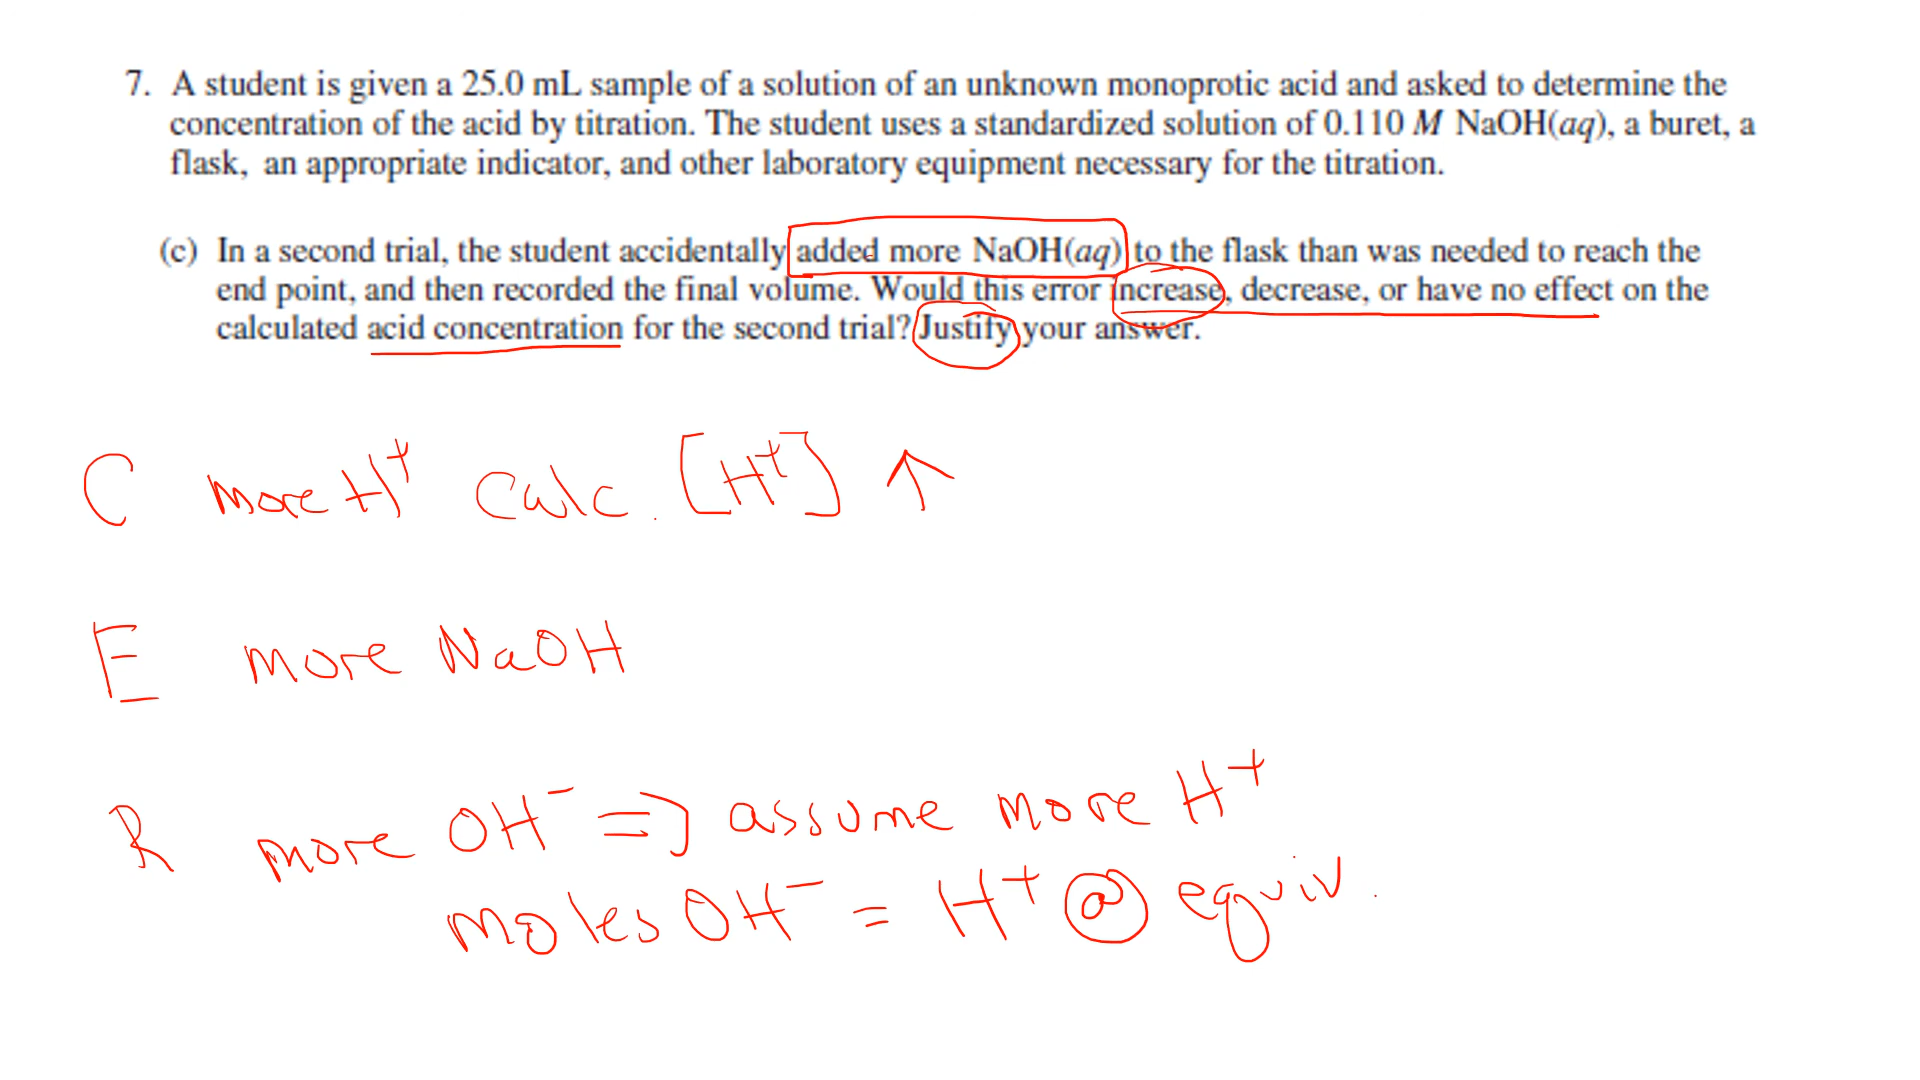 7. A student is given a 25.0 mL sample of a solution of an unknown monoprotic acid and asked to determine the
concentration of the acid by titration. The student uses a standardized solution of 0.110 M NaOH(aq), a buret, a
flask, an appropriate indicator, and other laboratory equipment necessary for the titration.
(c) In a second trial, the student accidentally added more NaOH(aq) to the flask than was needed to reach the
end point, and then recorded the final volume. Would this error increase, decrease, or have no effect on the
calculated acid concentration for the second trial? Justify your answer.
C more H⁺ calc. [H⁺] ↑
E more NaOH
R more OH⁻ ⇒ assume more H⁺
moles OH⁻ = H⁺ @ equiv.